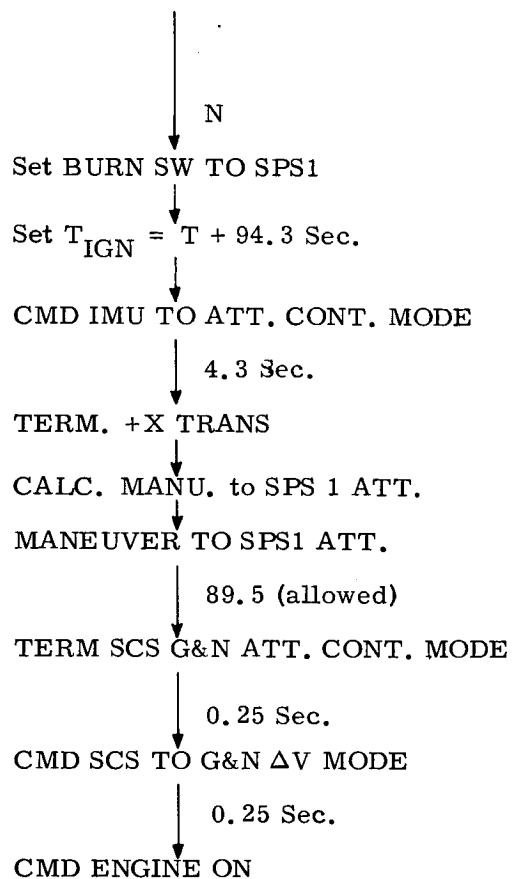 N
Set BURN SW TO SPS1
Set T_IGN = T + 94.3 Sec.
CMD IMU TO ATT. CONT. MODE
4.3 Sec.
TERM. +X TRANS
CALC. MANU. to SPS 1 ATT.
MANEUVER TO SPS1 ATT.
89.5 (allowed)
TERM SCS G&N ATT. CONT. MODE
0.25 Sec.
CMD SCS TO G&N ΔV MODE
0.25 Sec.
CMD ENGINE ON